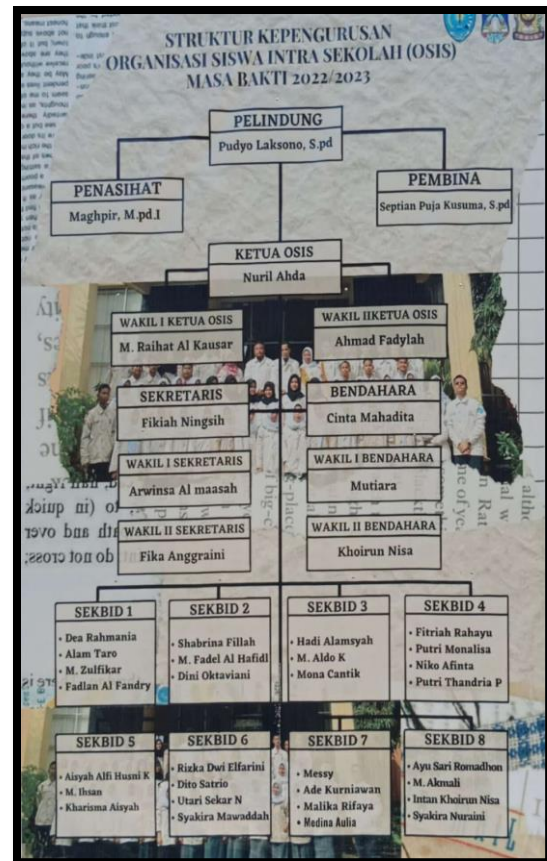 STRUKTUR KEPENGURUSAN
ORGANISASI SISWA INTRA SEKOLAH (OSIS)
MASA BAKTI 2022/2023
PELINDUNG
Pudyo Laksono, S.pd
PENASIHAT
Maghpir, M.pd.I
PEMBINA
Septian Puja Kusuma, S.pd
KETUA OSIS
Nuril Ahda
WAKIL I KETUA OSIS
M. Raihat Al Kausar
WAKIL IIKETUA OSIS
Ahmad Fadylah
SEKRETARIS
Fikiah Ningsih
BENDAHARA
Cinta Mahadita
WAKIL I SEKRETARIS
Arwinsa Al maasah
WAKIL I BENDAHARA
Mutiara
WAKIL II SEKRETARIS
Fika Anggraini
WAKIL II BENDAHARA
Khoirun Nisa
SEKBID 1
• Dea Rahmania
• Alam Taro
• M. Zulfikar
• Fadlan Al Fandry
SEKBID 2
• Shabrina Fillah
• M. Fadel Al Hafidl
• Dini Oktaviani
SEKBID 3
• Hadi Alamsyah
• M. Aldo K
• Mona Cantik
SEKBID 4
• Fitriah Rahayu
• Putri Monalisa
• Niko Afinta
• Putri Thandria P
SEKBID 5
• Aisyah Alfi Husni K
• M. Ihsan
• Kharisma Aisyah
SEKBID 6
• Rizka Dwi Elfarini
• Dito Satrio
• Utari Sekar N
• Syakira Mawaddah
SEKBID 7
• Messy
• Ade Kurniawan
• Malika Rifaya
• Medina Aulia
SEKBID 8
• Ayu Sari Romadhon
• M. Akmali
• Intan Khoirun Nisa
• Syakira Nuraini